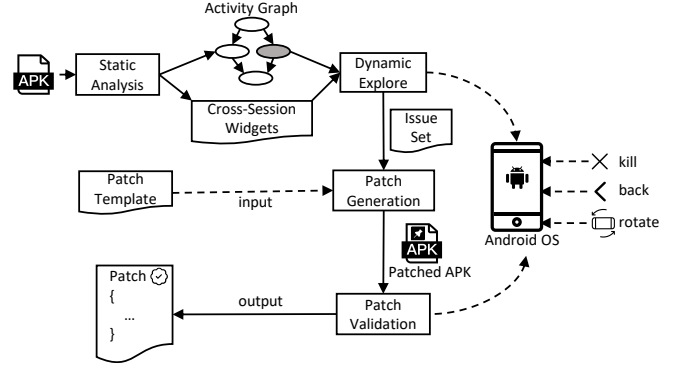 Activity Graph
APK
Static
Analysis
Dynamic
Explore
Cross-Session
Widgets
Issue
Set
kill
back
rotate
Android OS
Patch
Template
input
Patch
Generation
APK
Patched APK
Patch
{
...
}
output
Patch
Validation